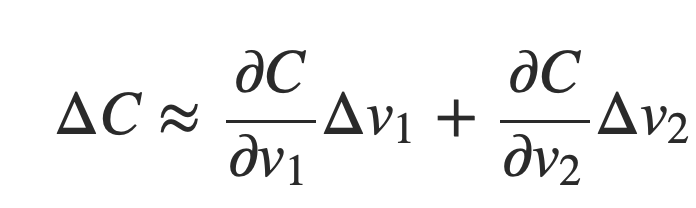 ΔC ≈ ∂C/∂v₁ Δv₁ + ∂C/∂v₂ Δv₂